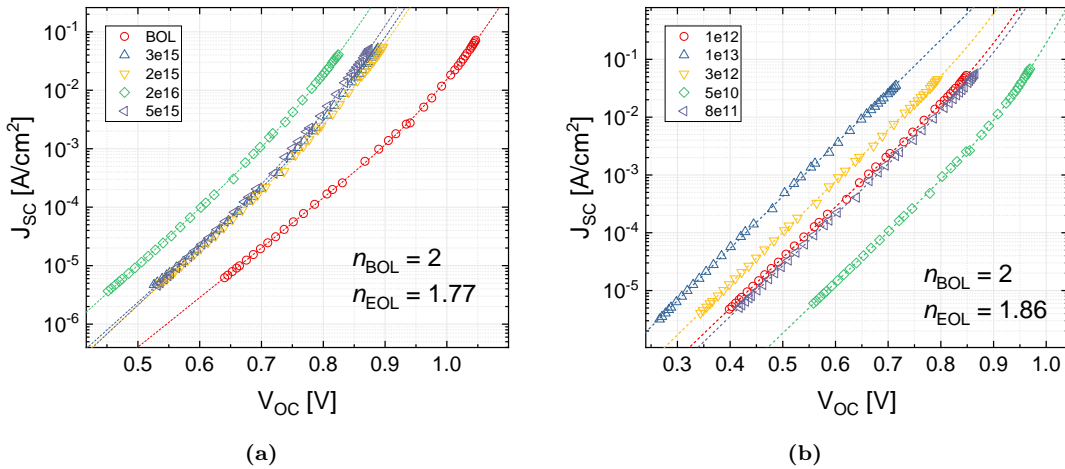 BOL
3e15
2e15
2e16
5e15
10⁻¹
10⁻²
10⁻³
10⁻⁴
10⁻⁵
10⁻⁶
J_SC [A/cm²]
n_BOL = 2
n_EOL = 1.77
0.5 0.6 0.7 0.8 0.9 1.0 1.1
V_OC [V]
(a)
1e12
1e13
3e12
5e10
8e11
10⁻¹
10⁻²
10⁻³
10⁻⁴
10⁻⁵
J_SC [A/cm²]
n_BOL = 2
n_EOL = 1.86
0.3 0.4 0.5 0.6 0.7 0.8 0.9 1.0
V_OC [V]
(b)